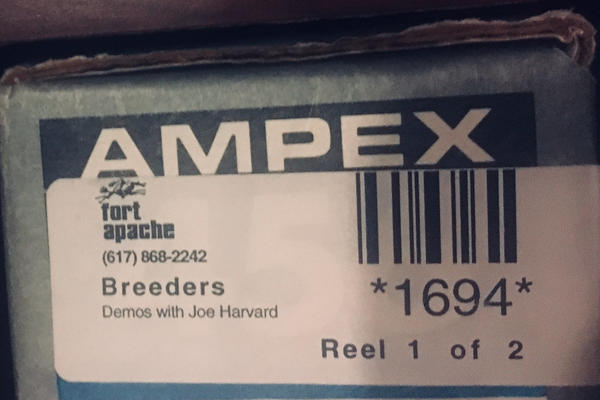 AMPEX
fort
apache
(617) 868-2242
Breeders
Demos with Joe Harvard
*1694*
Reel 1 of 2